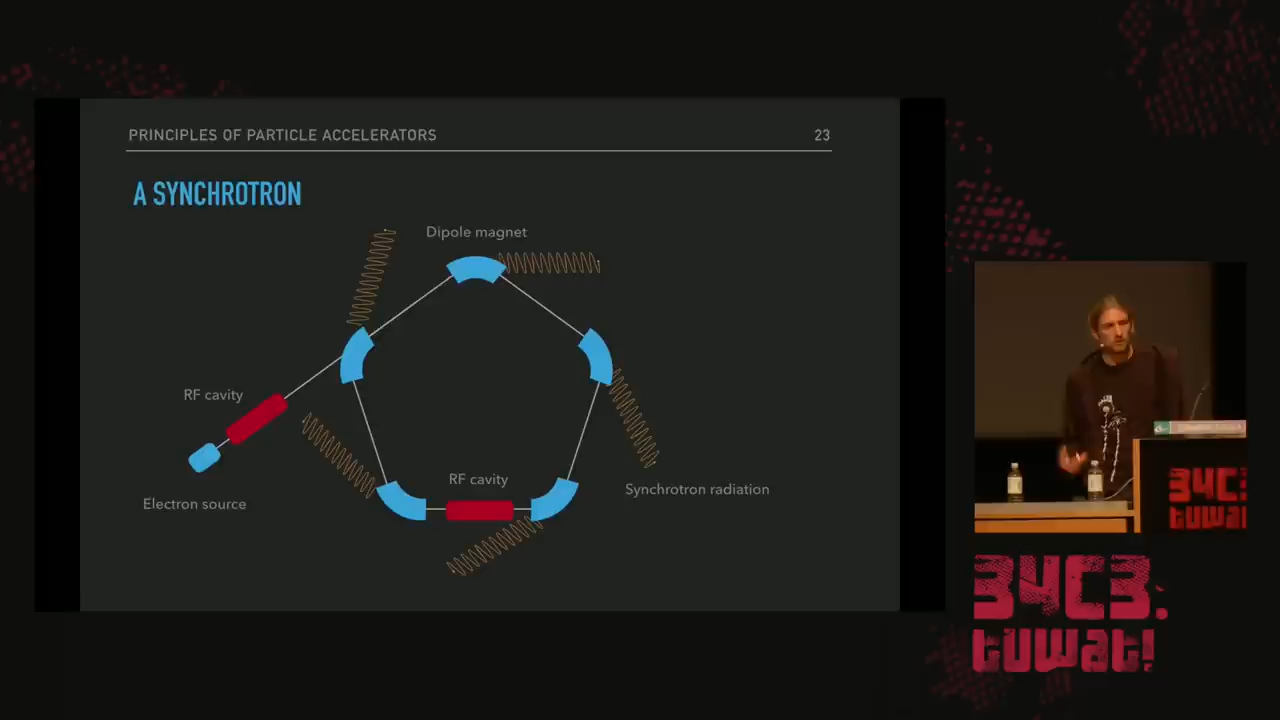 PRINCIPLES OF PARTICLE ACCELERATORS
23
A SYNCHROTRON
Dipole magnet
RF cavity
RF cavity
Electron source
Synchrotron radiation
34C3:
tuwat!
34C3.
tuwat!